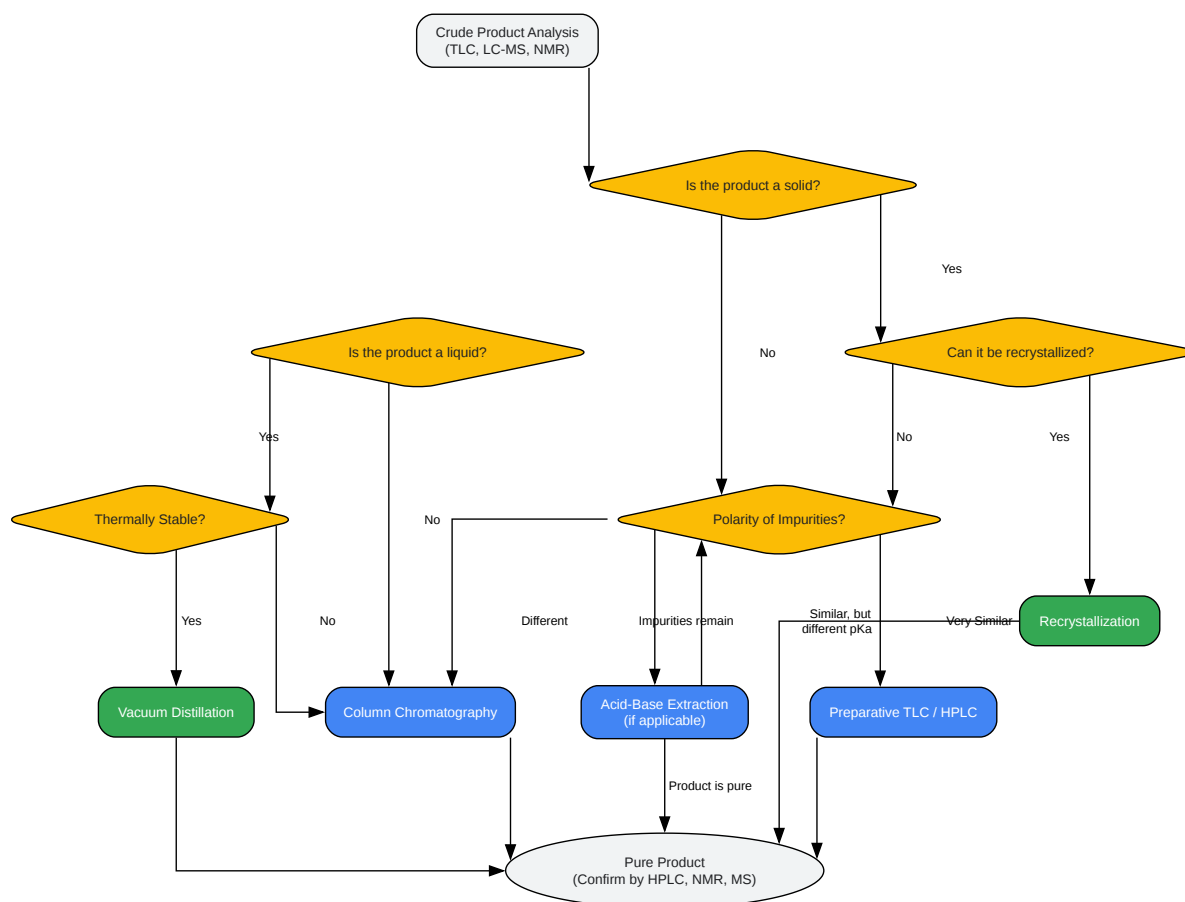 Crude Product Analysis
(TLC, LC-MS, NMR)
Is the product a solid?
Yes
Is the product a liquid?
No
Can it be recrystallized?
Yes
No
Yes
Thermally Stable?
No
Polarity of Impurities?
Yes
No
Different
Impurities remain
Similar, but
different pKa
Very Similar
Recrystallization
Vacuum Distillation
Column Chromatography
Acid-Base Extraction
(if applicable)
Preparative TLC / HPLC
Product is pure
Pure Product
(Confirm by HPLC, NMR, MS)